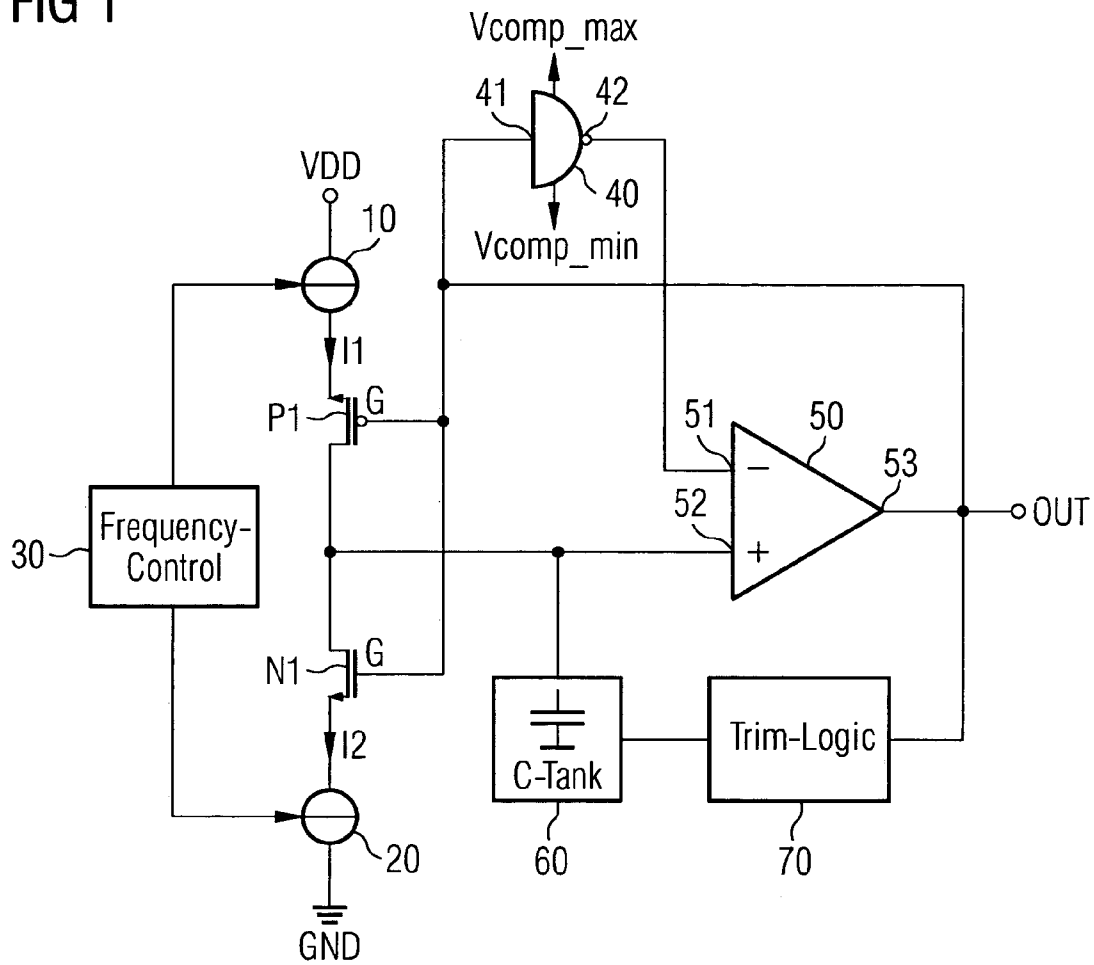 FIG 1
Vcomp_max
41
42
40
Vcomp_min
VDD
10
I1
P1
G
51
50
53
52
OUT
30
Frequency-
Control
N1
G
I2
20
GND
C-Tank
60
Trim-Logic
70